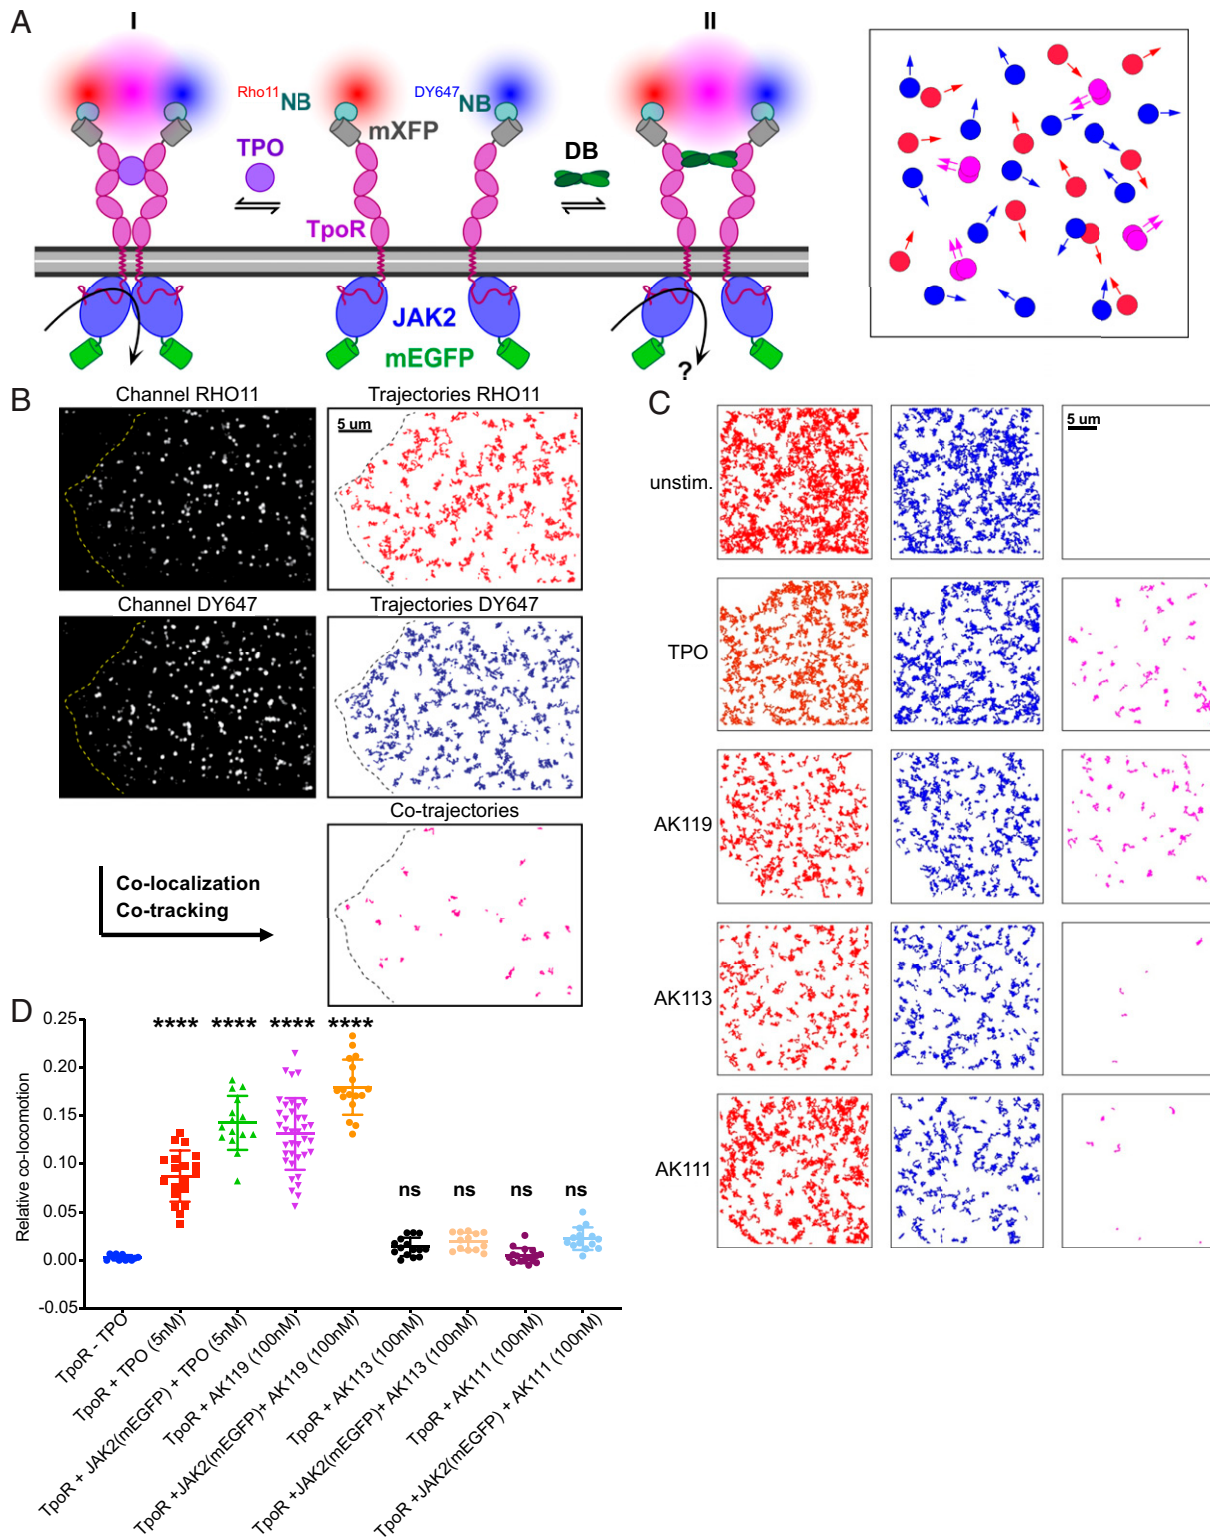 A
I
II
Rho11
NB
DY647
NB
mXFP
TPO
DB
TpoR
JAK2
mEGFP
?
B
Channel RHO11
Trajectories RHO11
5 um
Channel DY647
Trajectories DY647
Co-trajectories
Co-localization
Co-tracking
C
5 um
unstim.
TPO
AK119
AK113
AK111
D
Relative co-locomotion
0.25
0.20
0.15
0.10
0.05
0.00
-0.05
**** **** **** ****
ns ns ns ns
TpoR - TPO
TpoR + TPO (5nM)
TpoR + JAK2(mEGFP) + TPO (5nM)
TpoR + AK119 (100nM)
TpoR +JAK2(mEGFP)+ AK119 (100nM)
TpoR + AK113 (100nM)
TpoR +JAK2(mEGFP)+ AK113 (100nM)
TpoR + AK111 (100nM)
TpoR +JAK2(mEGFP) + AK111 (100nM)